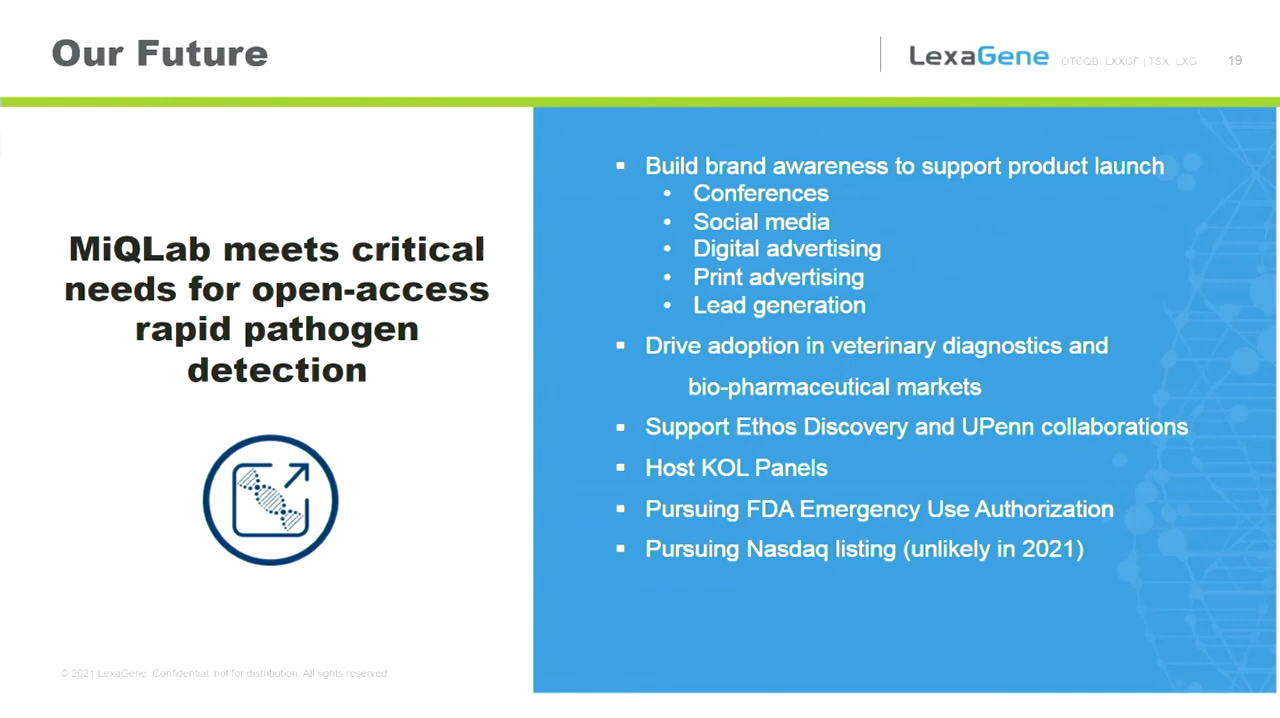 Our Future
LexaGene OTCQB: LXXGF | TSX: LXG 19
MiQLab meets critical
needs for open-access
rapid pathogen
detection
▪ Build brand awareness to support product launch
• Conferences
• Social media
• Digital advertising
• Print advertising
• Lead generation
▪ Drive adoption in veterinary diagnostics and
bio-pharmaceutical markets
▪ Support Ethos Discovery and UPenn collaborations
▪ Host KOL Panels
▪ Pursuing FDA Emergency Use Authorization
▪ Pursuing Nasdaq listing (unlikely in 2021)
© 2021 LexaGene. Confidential: not for distribution. All rights reserved.